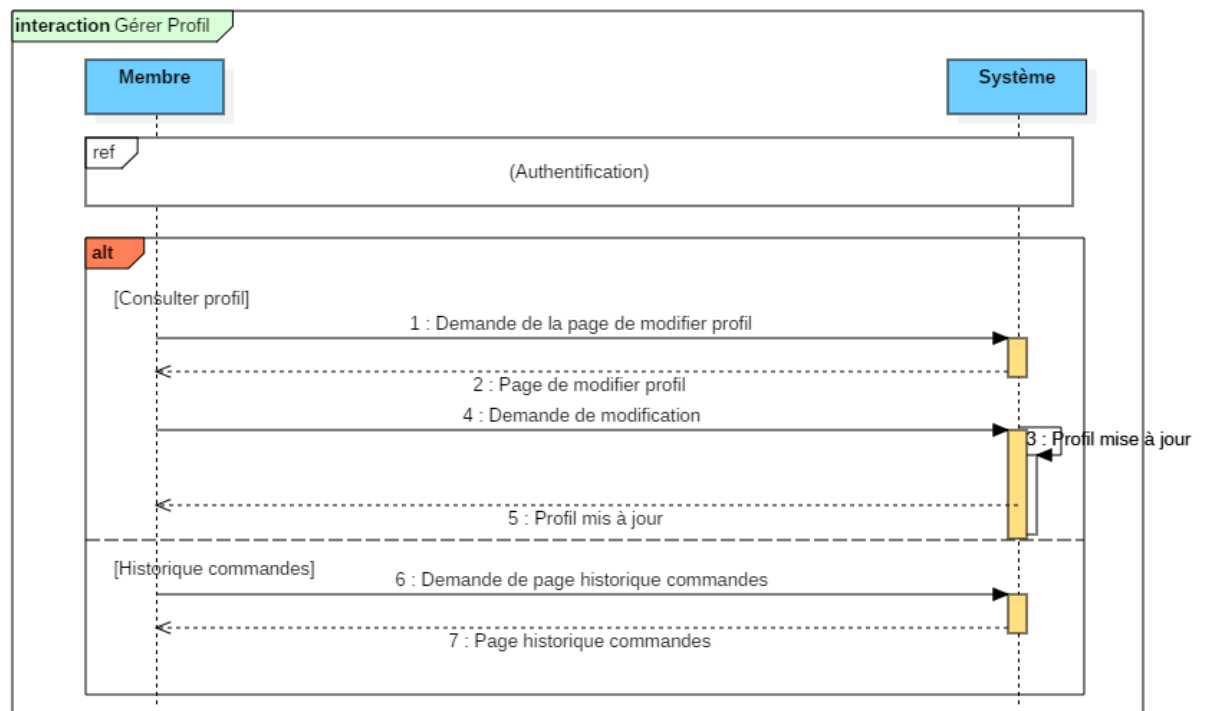 interaction Gérer Profil
Membre
Système
ref
(Authentification)
alt
[Consulter profil]
1 : Demande de la page de modifier profil
2 : Page de modifier profil
4 : Demande de modification
3 : Profil mise à jour
5 : Profil mis à jour
[Historique commandes]
6 : Demande de page historique commandes
7 : Page historique commandes